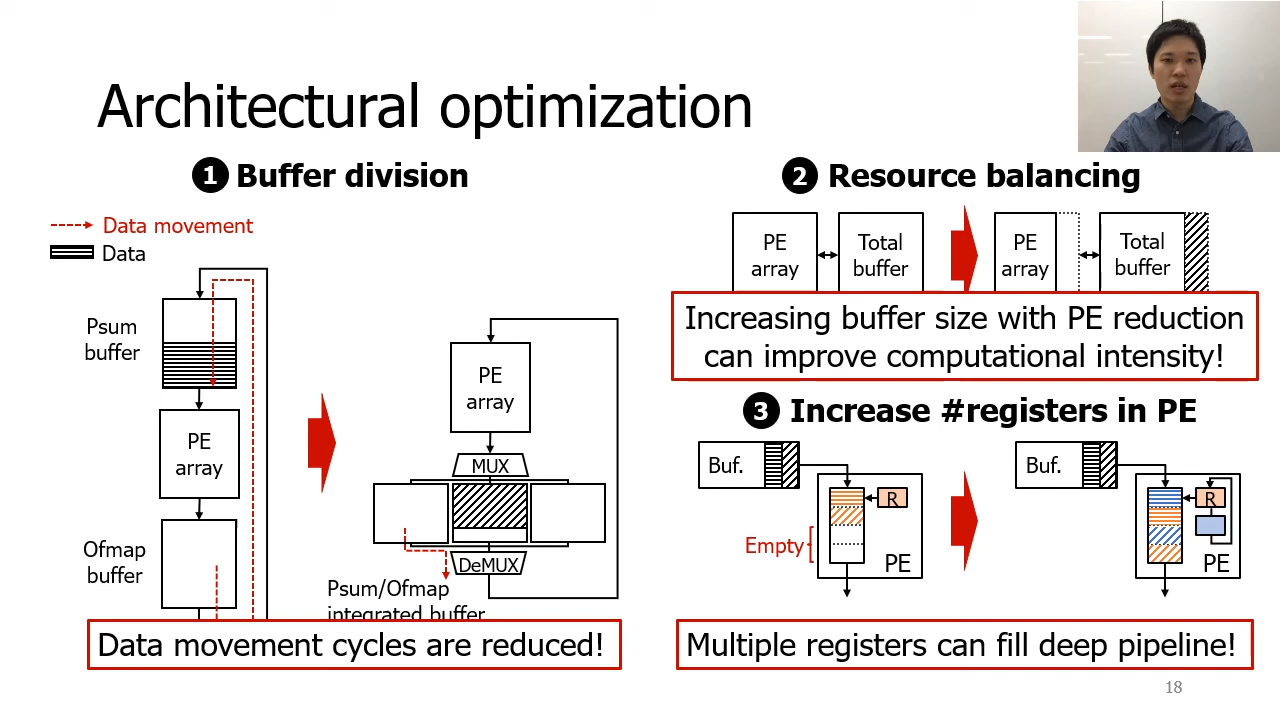 Architectural optimization
1 Buffer division
Data movement
Data
Psum
buffer
PE
array
Ofmap
buffer
PE
array
MUX
DeMUX
Psum/Ofmap
integrated buffer
Data movement cycles are reduced!
2 Resource balancing
PE
array
Total
buffer
PE
array
Total
buffer
Increasing buffer size with PE reduction
can improve computational intensity!
3 Increase #registers in PE
Buf.
R
Empty
PE
Buf.
R
PE
Multiple registers can fill deep pipeline!
18